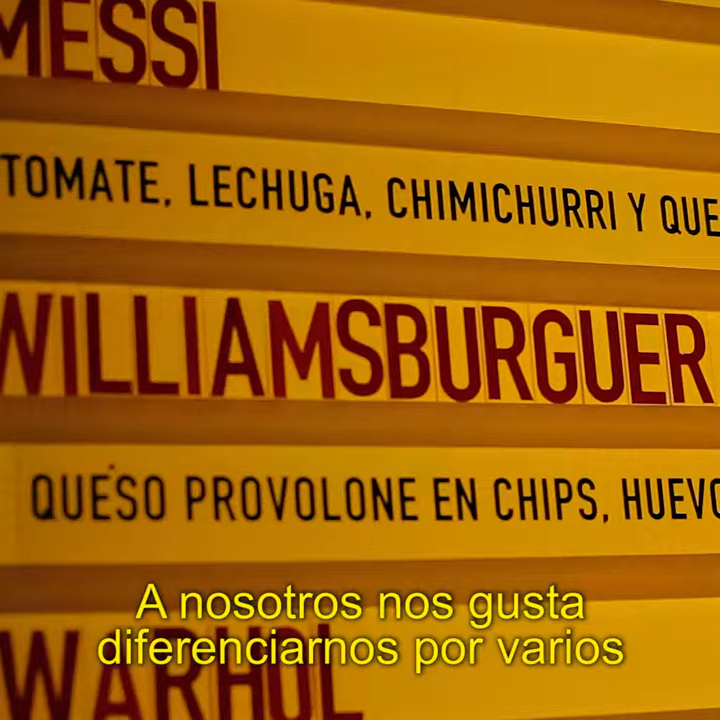 MESSI
TOMATE, LECHUGA, CHIMICHURRI Y QUE
WILLIAMSBURGUER
QUESO PROVOLONE EN CHIPS, HUEVO
A nosotros nos gusta
diferenciarnos por varios
WARHOL